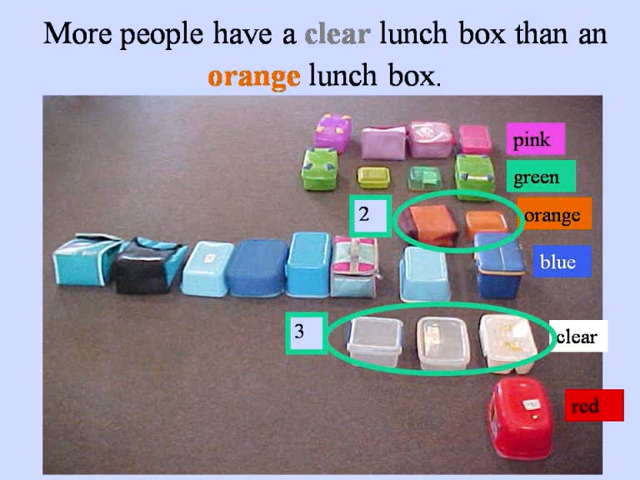 More people have a clear lunch box than an
orange lunch box.
pink
green
2
orange
blue
3
clear
red